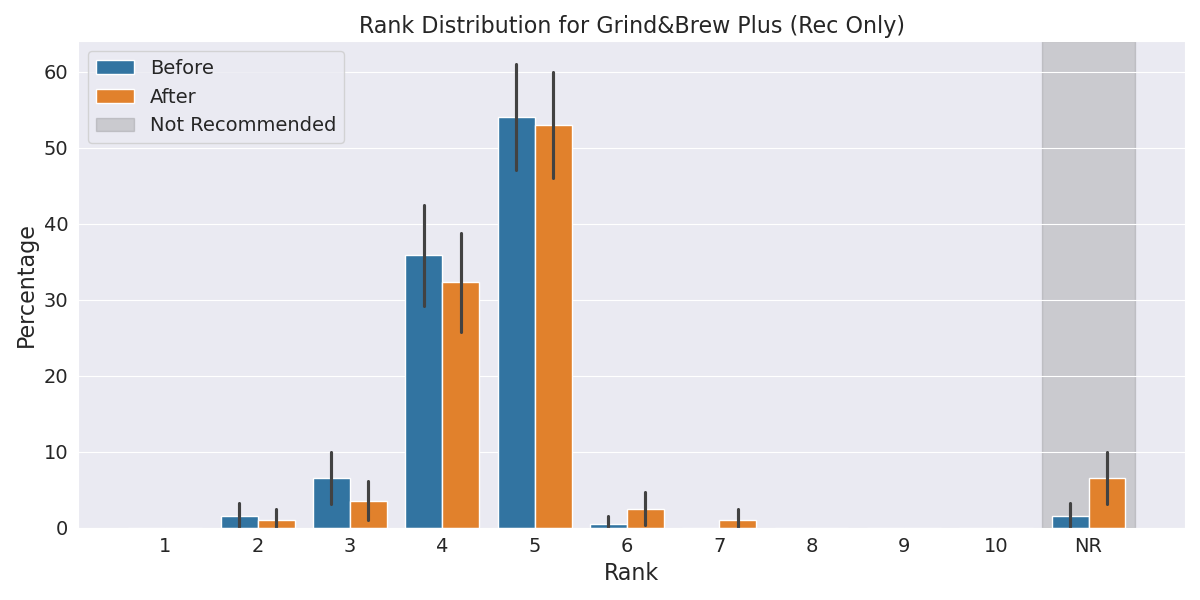 Rank Distribution for Grind&Brew Plus (Rec Only)
Before
After
Not Recommended
Percentage
60
50
40
30
20
10
0
1 2 3 4 5 6 7 8 9 10 NR
Rank